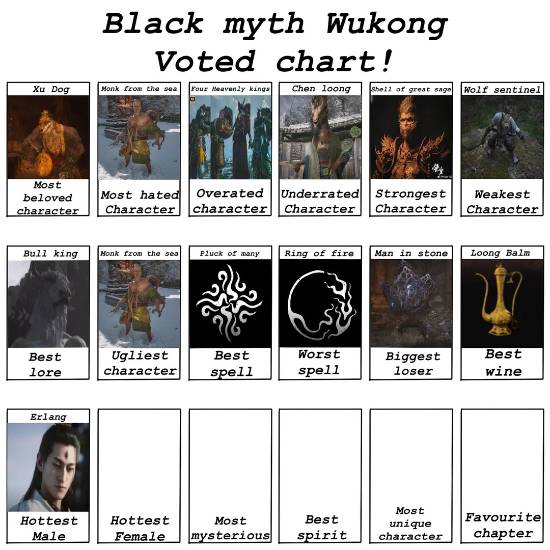 Black myth Wukong
Voted chart!
Xu Dog
Monk from the sea
Four Heavenly kings
Chen loong
Shell of great sage
Wolf sentinel
Most
beloved
character
Most hated
Character
Overated
character
Underrated
Character
Strongest
Character
Weakest
Character
Bull king
Monk from the sea
Pluck of many
Ring of fire
Man in stone
Loong Balm
Best
lore
Ugliest
character
Best
spell
Worst
spell
Biggest
loser
Best
wine
Erlang
Hottest
Male
Hottest
Female
Most
mysterious
Best
spirit
Most
unique
character
Favourite
chapter